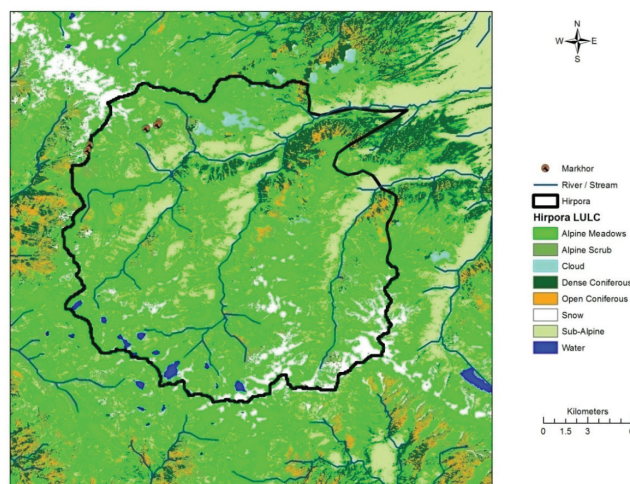 N
W E
S
Markhor
River / Stream
Hirpora
Hirpora LULC
Alpine Meadows
Alpine Scrub
Cloud
Dense Coniferous
Open Coniferous
Snow
Sub-Alpine
Water
Kilometers
0 1.5 3 6